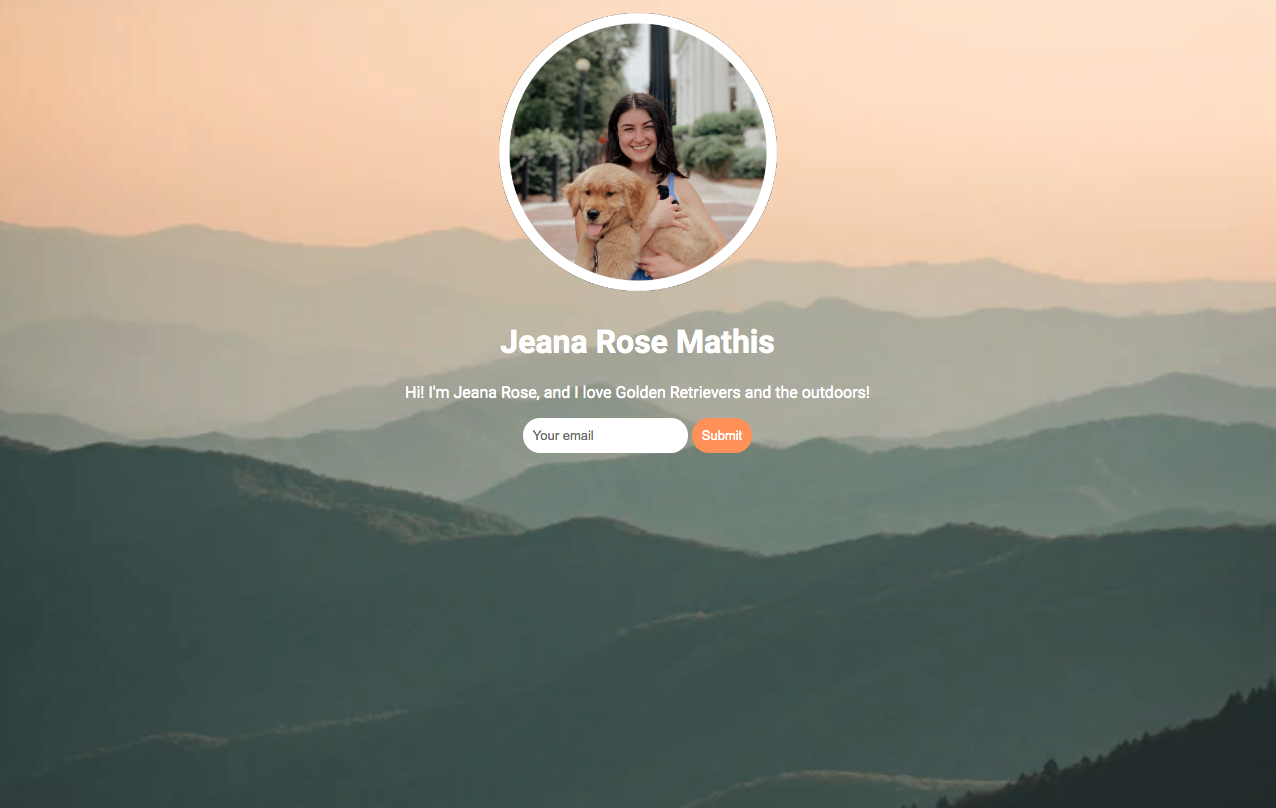 Jeana Rose Mathis
Hi! I'm Jeana Rose, and I love Golden Retrievers and the outdoors!
Your email
Submit